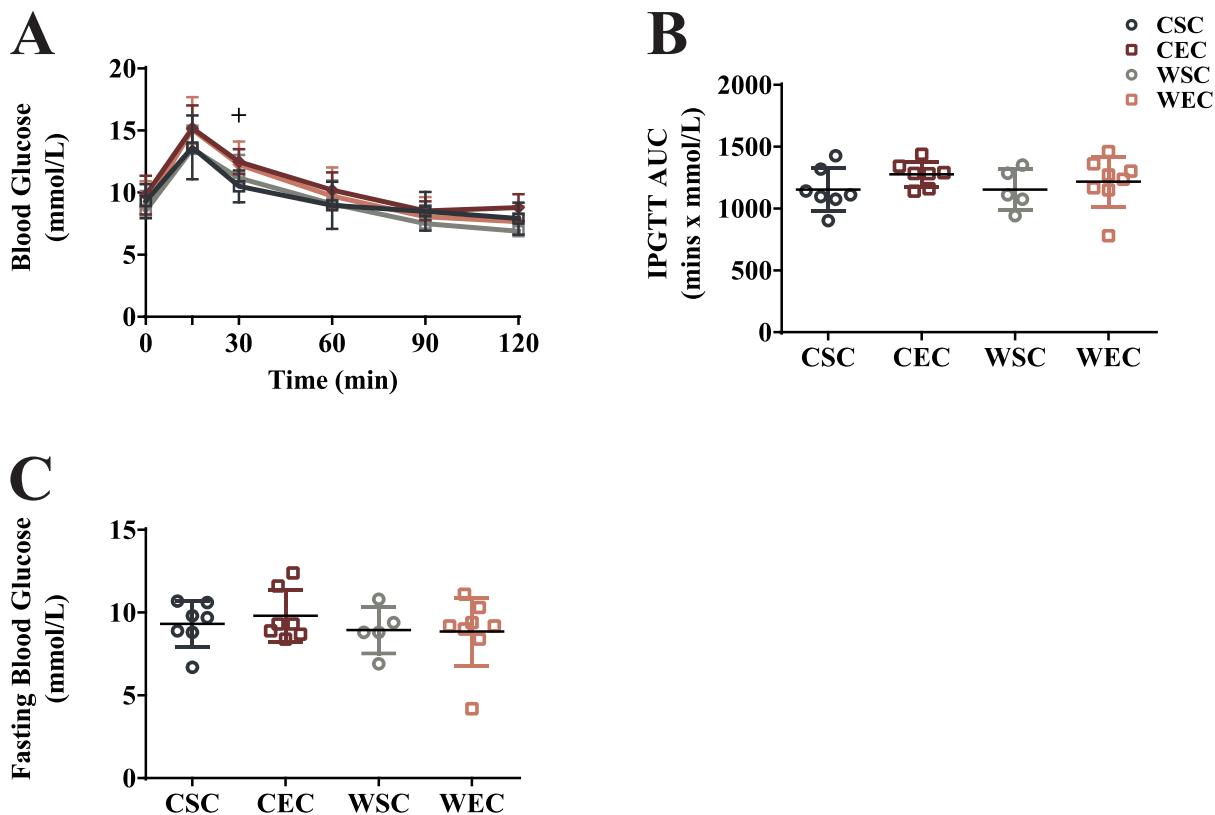 A
Blood Glucose
(mmol/L)
20
15
10
5
0
+
0
30
60
90
120
Time (min)
B
CSC
CEC
WSC
WEC
IPGTT AUC
(mins x mmol/L)
2000
1500
1000
500
0
CSC
CEC
WSC
WEC
C
Fasting Blood Glucose
(mmol/L)
15
10
5
0
CSC
CEC
WSC
WEC